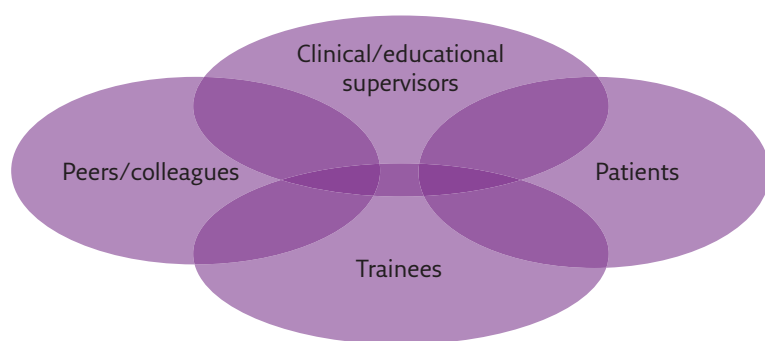 Clinical/educational
supervisors
Peers/colleagues
Patients
Trainees